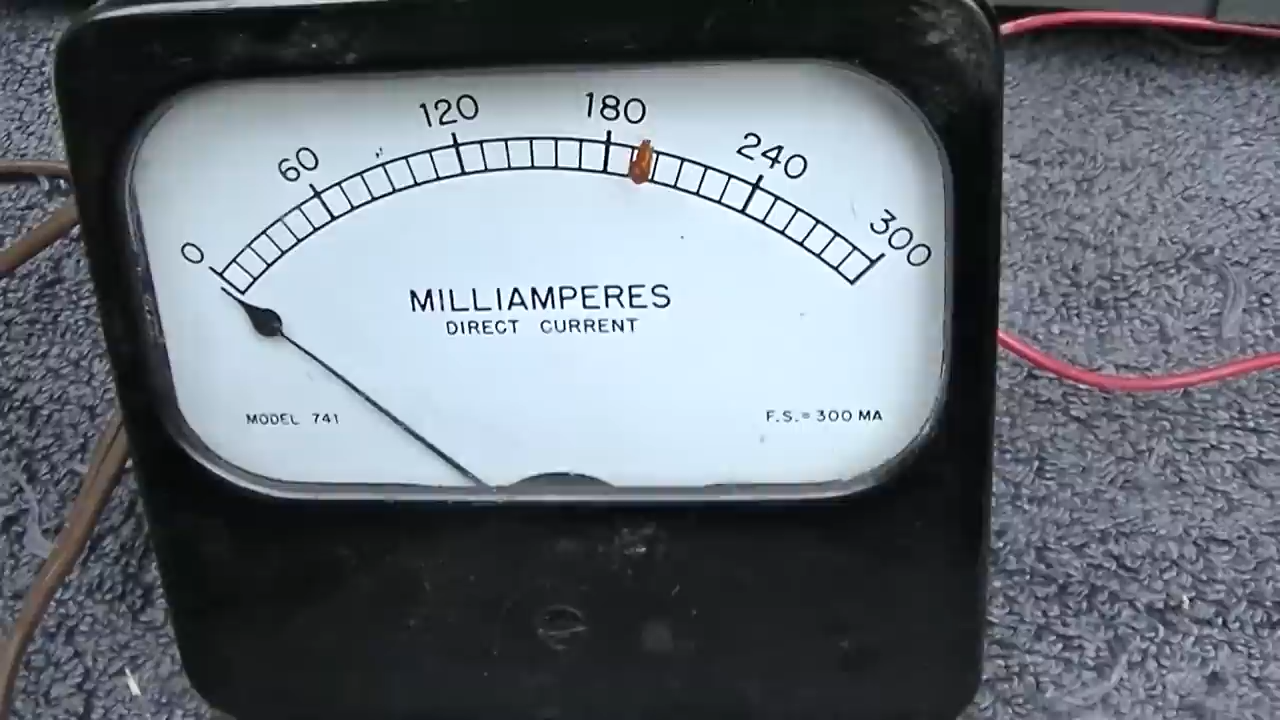 0 60 120 180 240 300
MILLIAMPERES
DIRECT CURRENT
MODEL 741
F.S. = 300 MA